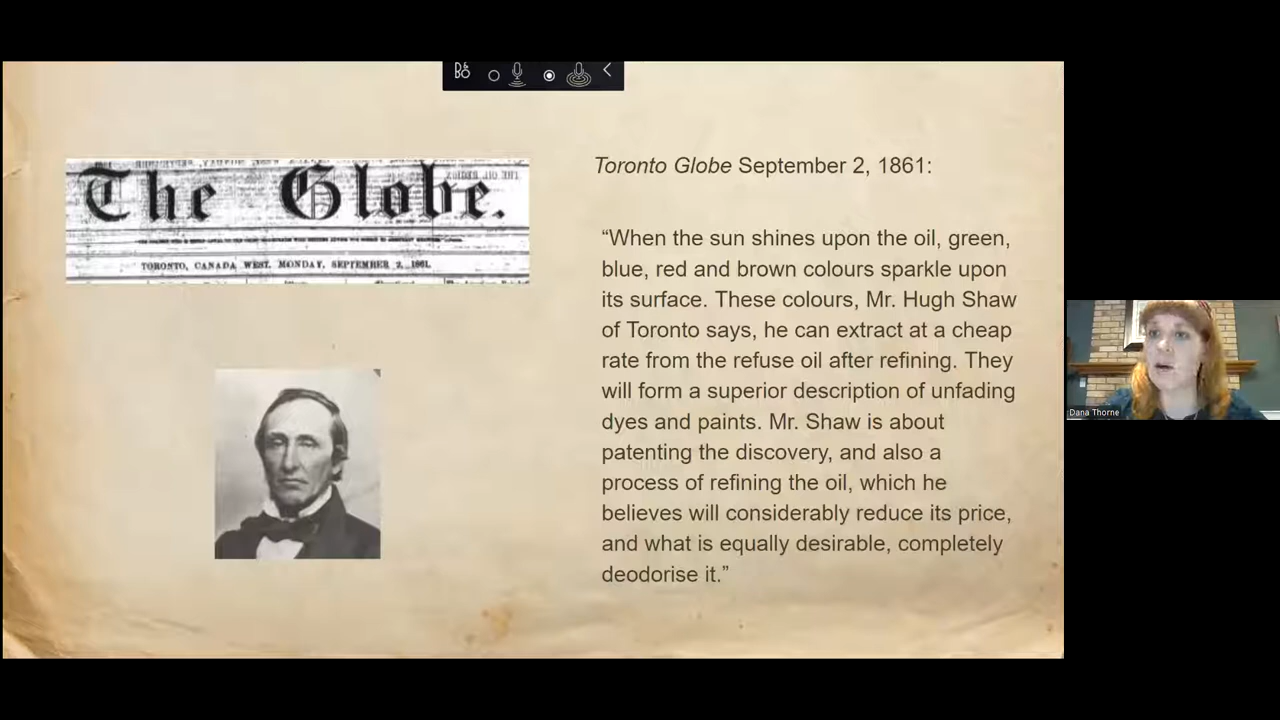 D&
BO
The Globe.
TORONTO, CANADA WEST, MONDAY, SEPTEMBER 2, 1861.
Toronto Globe September 2, 1861:
“When the sun shines upon the oil, green,
blue, red and brown colours sparkle upon
its surface. These colours, Mr. Hugh Shaw
of Toronto says, he can extract at a cheap
rate from the refuse oil after refining. They
will form a superior description of unfading
dyes and paints. Mr. Shaw is about
patenting the discovery, and also a
process of refining the oil, which he
believes will considerably reduce its price,
and what is equally desirable, completely
deodorise it.”
Dana Thorne